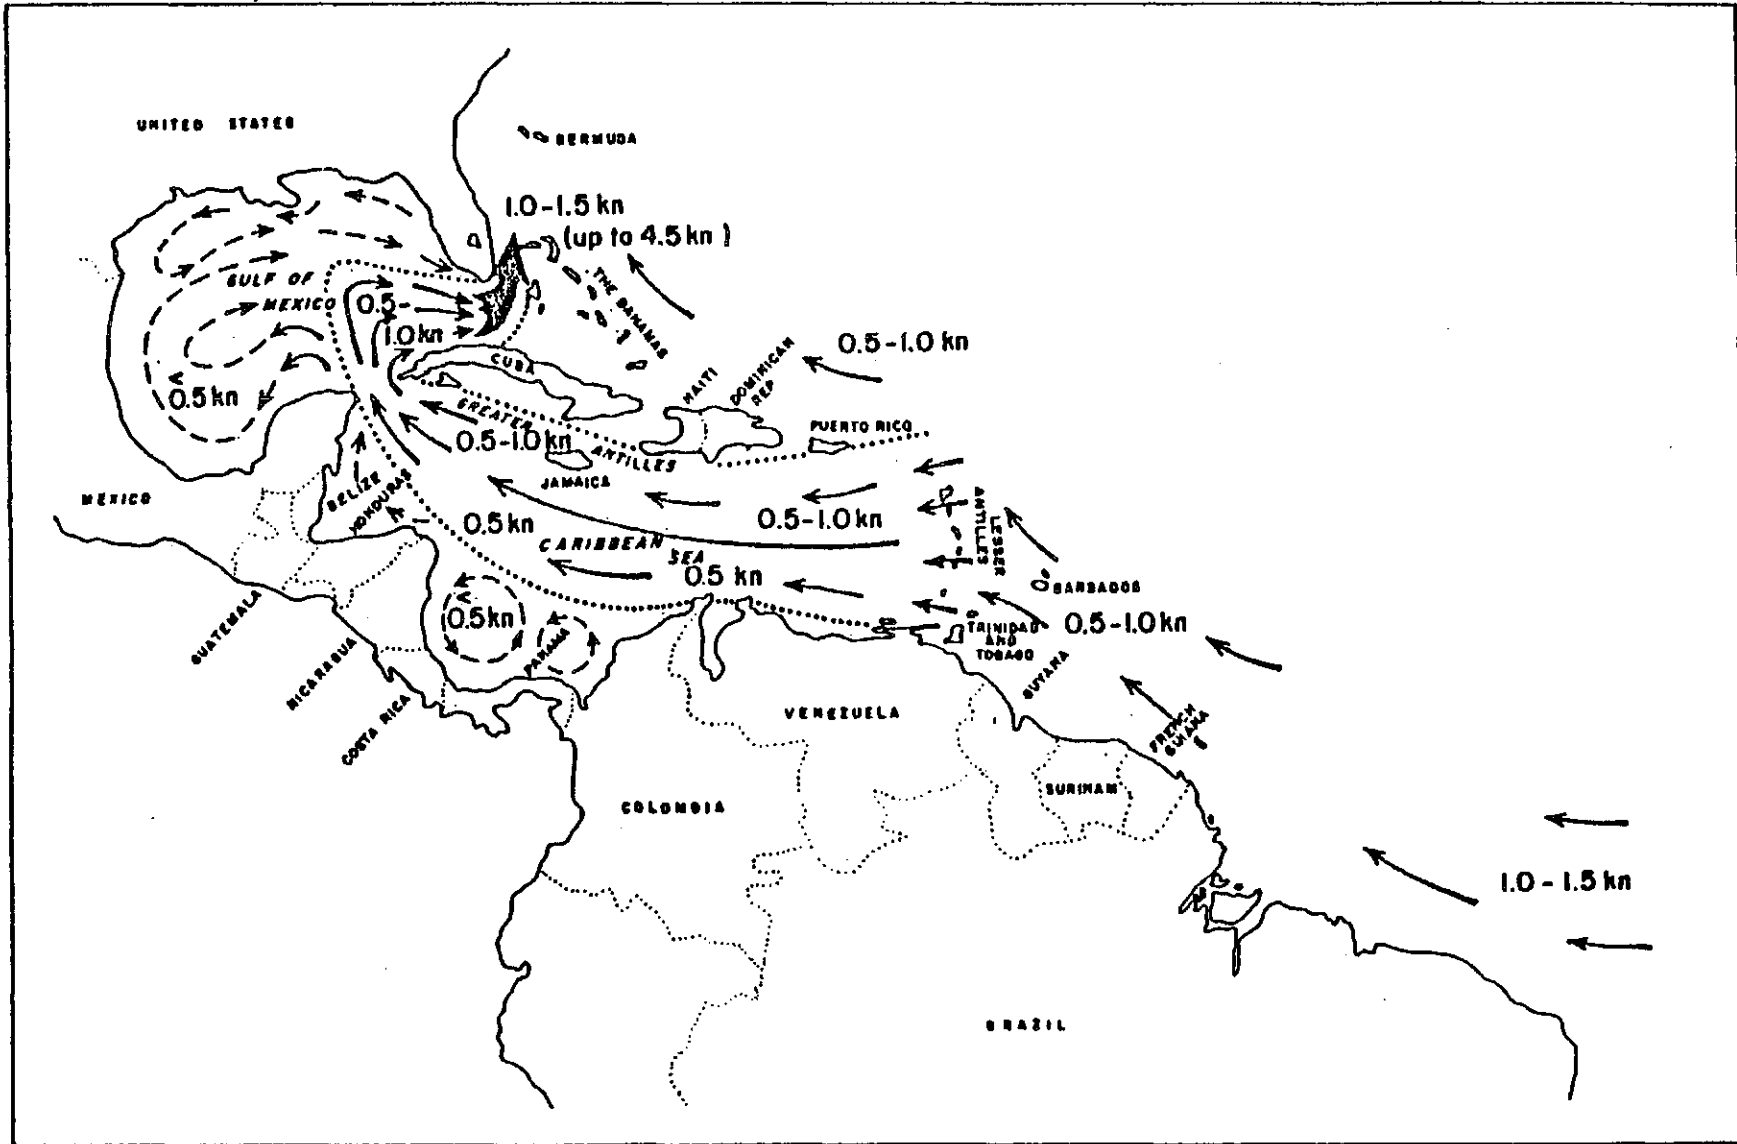 UNITED STATES
BERMUDA
1.0-1.5 kn
(up to 4.5 kn )
GULF OF
MEXICO
0.5-
1.0 kn
THE BAHAMAS
CUBA
HAITI
DOMINICAN
REP
0.5-1.0 kn
<
0.5 kn
GREATER
ANTILLES
0.5-1.0 kn
PUERTO RICO
JAMAICA
MEXICO
BELIZE
HONDURAS
0.5 kn
0.5-1.0 kn
CARIBBEAN
SEA
0.5 kn
LESSER
ANTILLES
BARBADOS
0.5-1.0 kn
TRINIDAD
AND
TOBAGO
<
0.5 kn
PANAMA
GUATEMALA
NICARAGUA
COSTA RICA
VENEZUELA
GUYANA
FRENCH
GUIANA
SURINAM
COLOMBIA
1.0 - 1.5 kn
BRAZIL